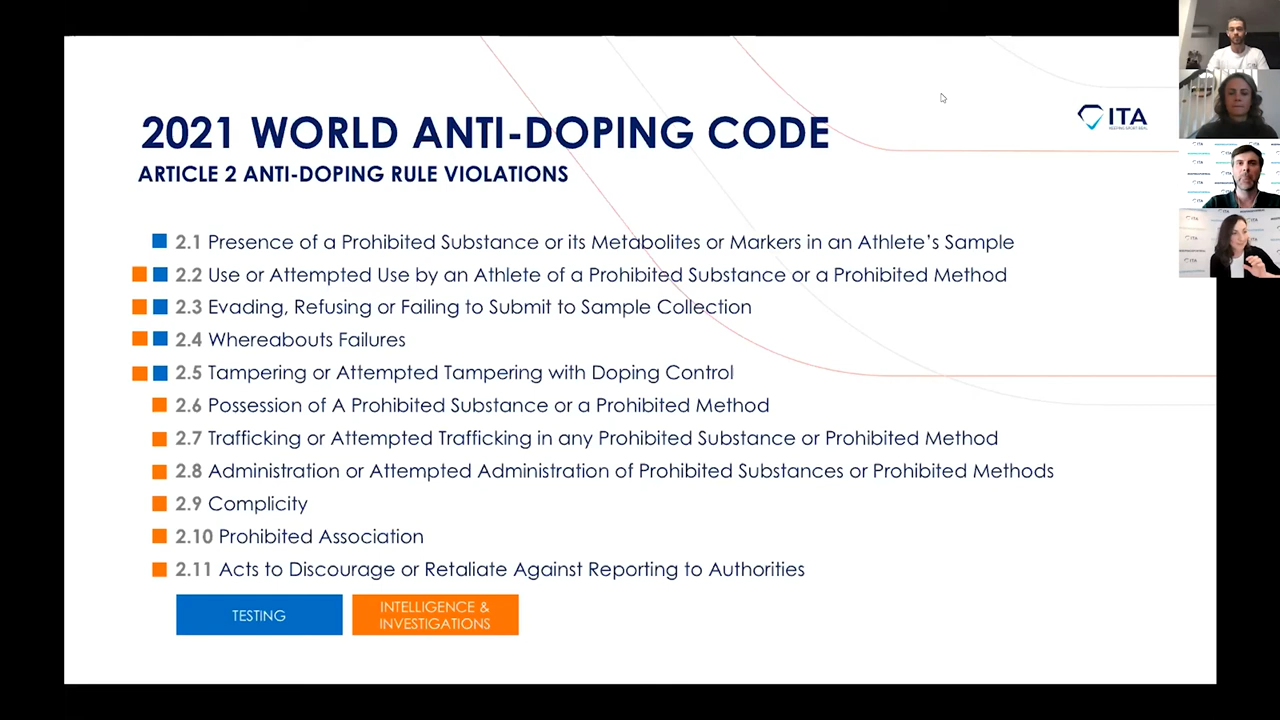 2021 WORLD ANTI-DOPING CODE
ARTICLE 2 ANTI-DOPING RULE VIOLATIONS
ITA
KEEPING SPORT REAL
2.1 Presence of a Prohibited Substance or its Metabolites or Markers in an Athlete’s Sample
2.2 Use or Attempted Use by an Athlete of a Prohibited Substance or a Prohibited Method
2.3 Evading, Refusing or Failing to Submit to Sample Collection
2.4 Whereabouts Failures
2.5 Tampering or Attempted Tampering with Doping Control
2.6 Possession of A Prohibited Substance or a Prohibited Method
2.7 Trafficking or Attempted Trafficking in any Prohibited Substance or Prohibited Method
2.8 Administration or Attempted Administration of Prohibited Substances or Prohibited Methods
2.9 Complicity
2.10 Prohibited Association
2.11 Acts to Discourage or Retaliate Against Reporting to Authorities
TESTING
INTELLIGENCE &
INVESTIGATIONS